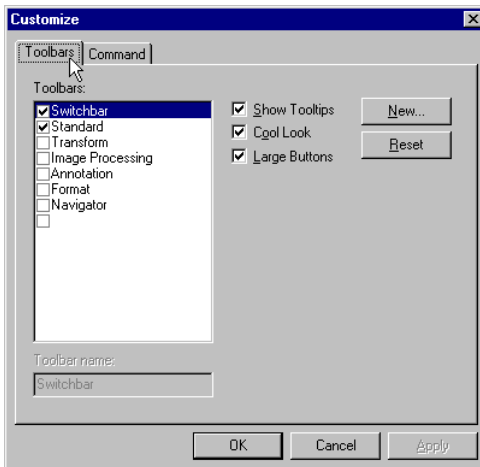 Customize
Toolbars Command
Toolbars:
Switchbar
Standard
Transform
Image Processing
Annotation
Format
Navigator
Show Tooltips
Cool Look
Large Buttons
New...
Reset
Toolbar name:
Switchbar
OK Cancel Apply